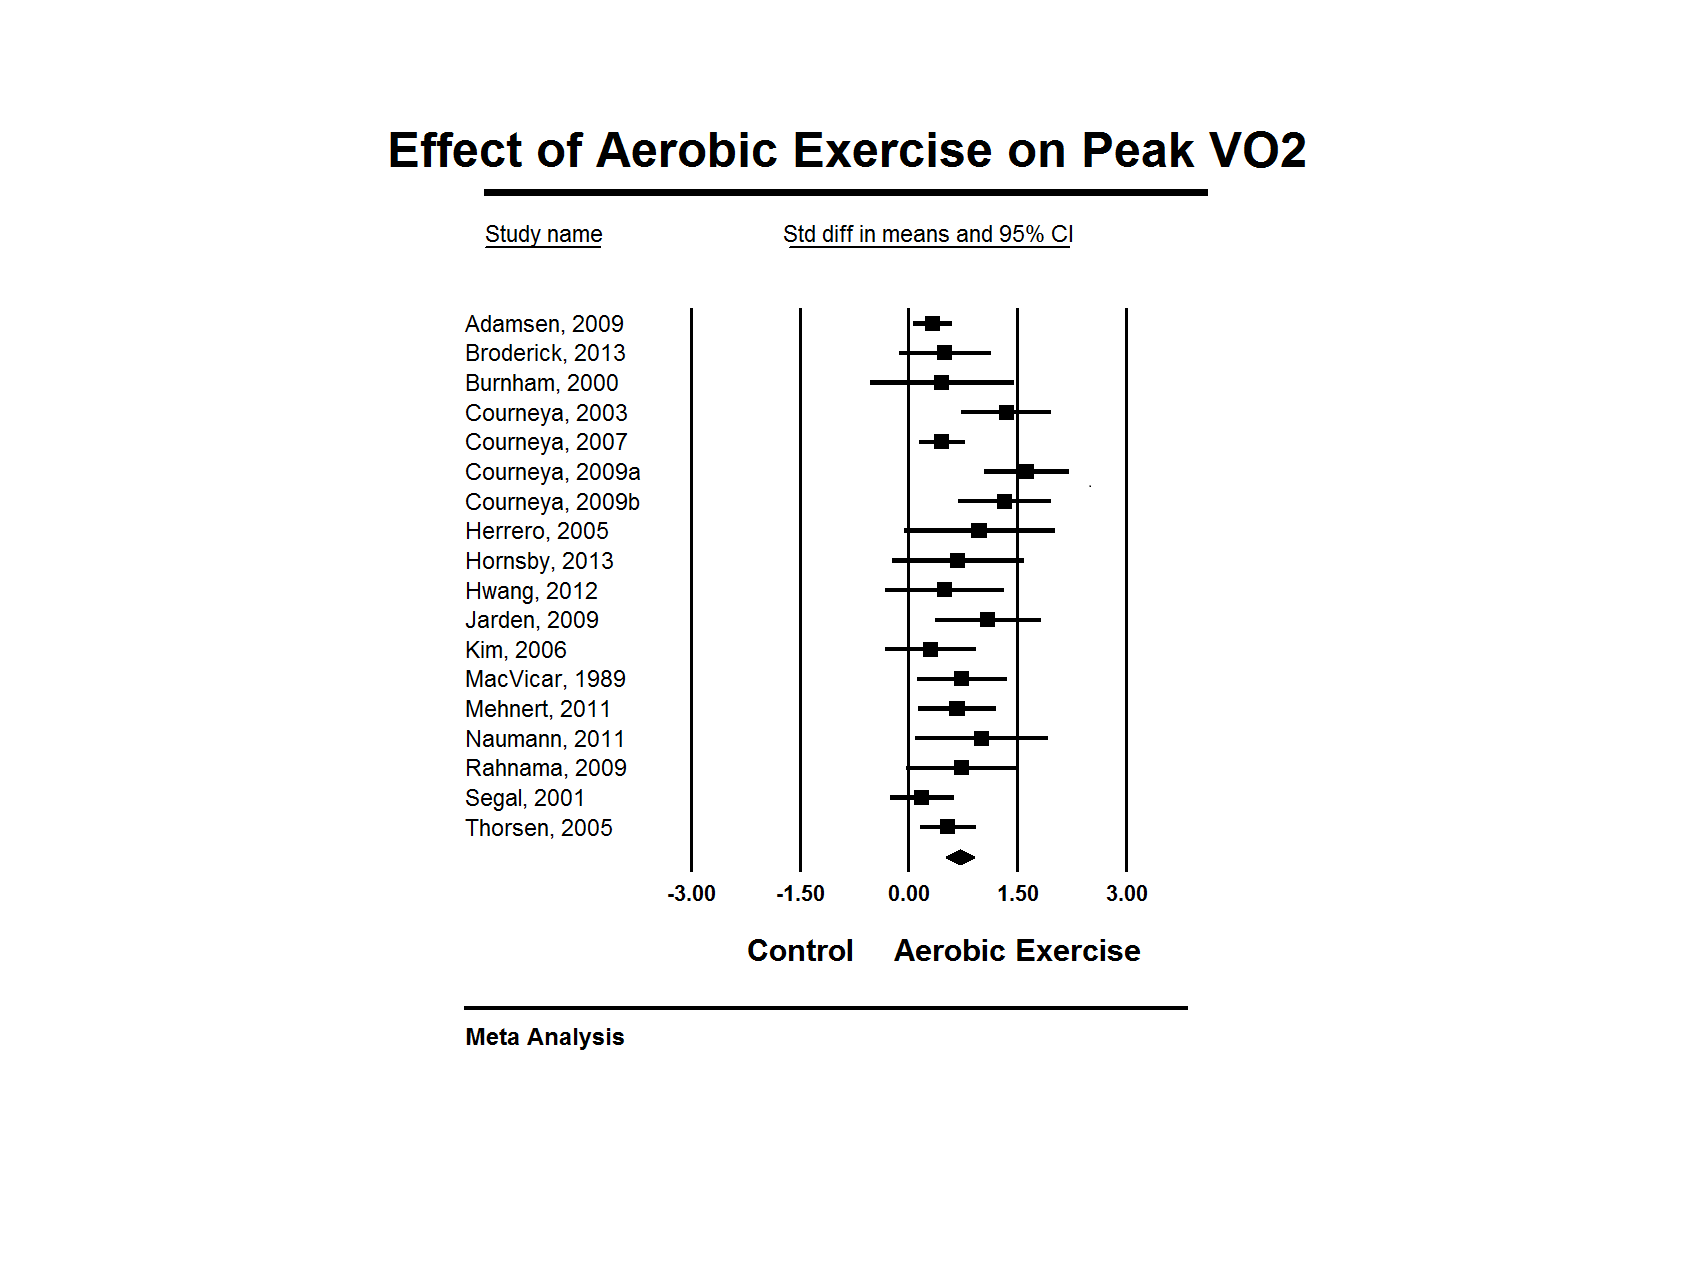 Effect of Aerobic Exercise on Peak VO2
Study name Std diff in means and 95% CI
Adamsen, 2009
Broderick, 2013
Burnham, 2000
Courneya, 2003
Courneya, 2007
Courneya, 2009a
Courneya, 2009b
Herrero, 2005
Hornsby, 2013
Hwang, 2012
Jarden, 2009
Kim, 2006
MacVicar, 1989
Mehnert, 2011
Naumann, 2011
Rahnama, 2009
Segal, 2001
Thorsen, 2005
-3.00 -1.50 0.00 1.50 3.00
Control Aerobic Exercise
Meta Analysis